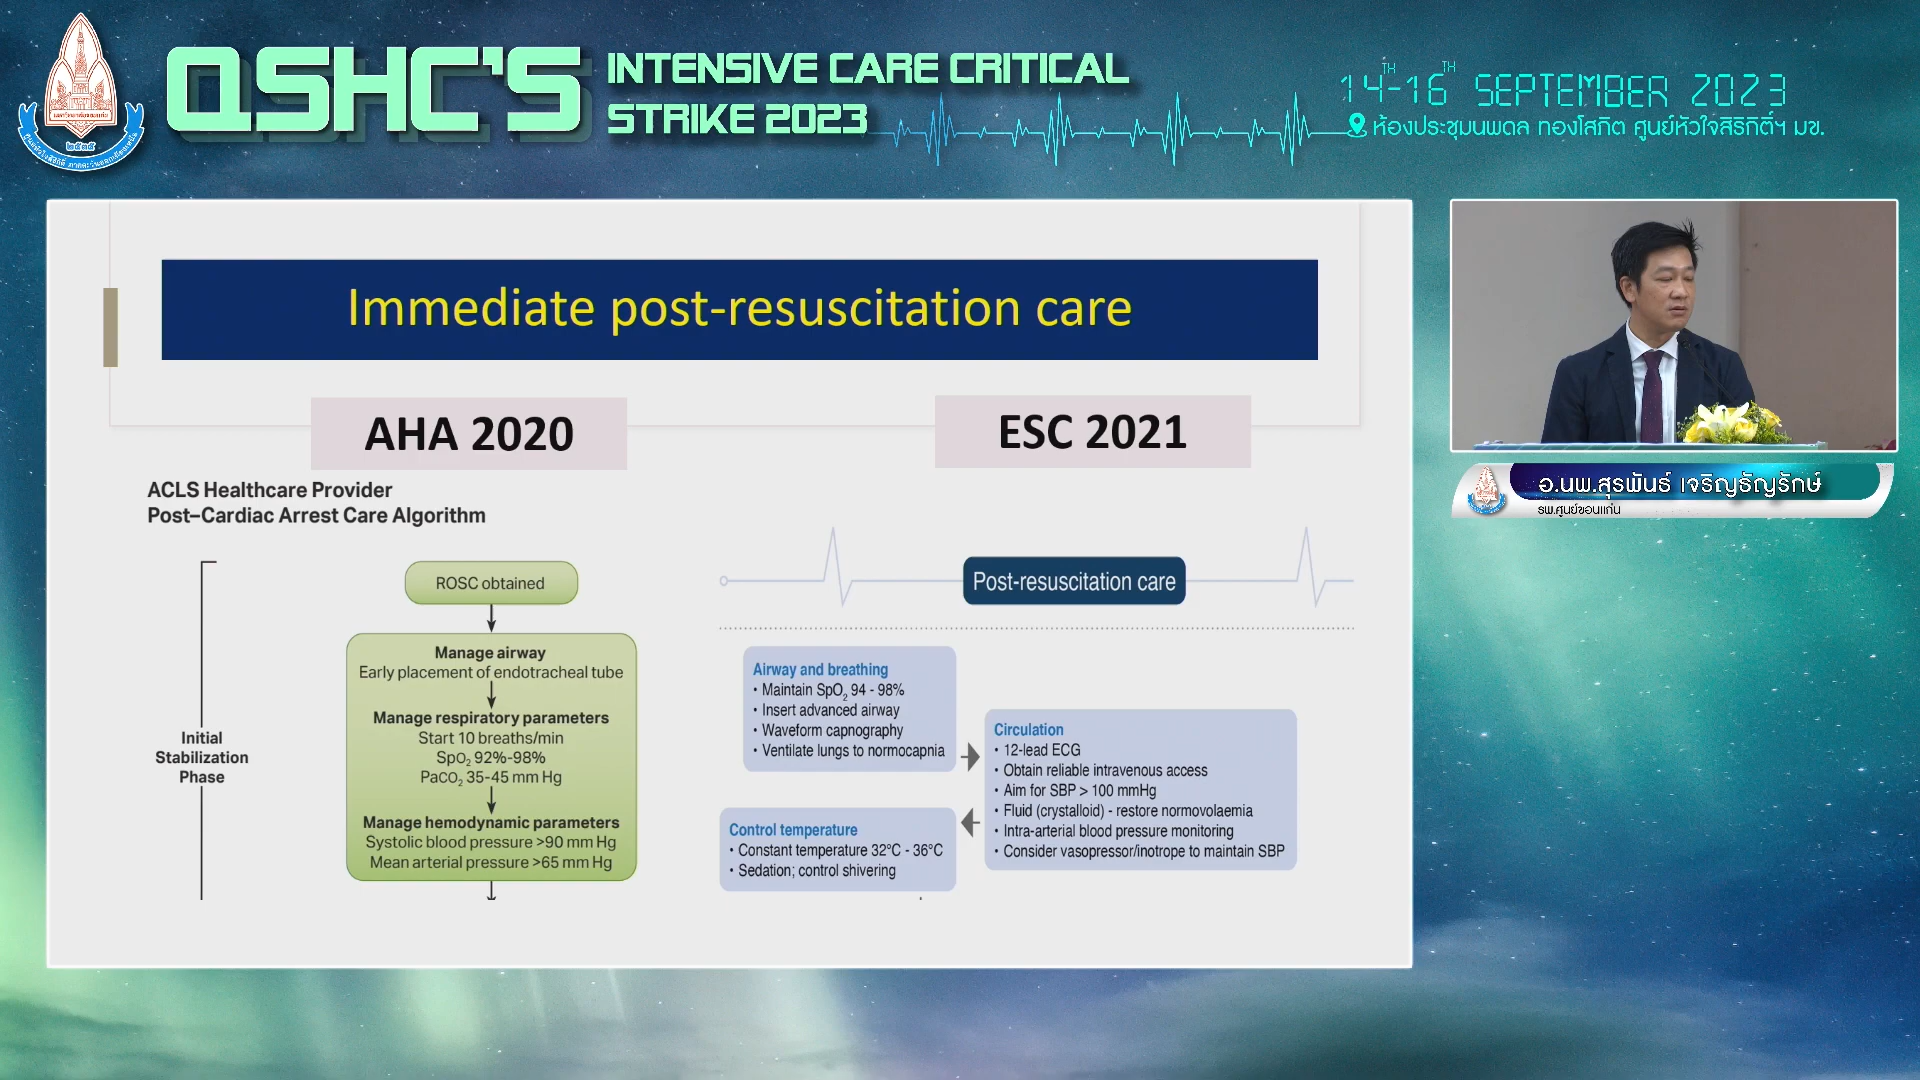 QSHC'S
INTENSIVE CARE CRITICAL
STRIKE 2023
14TH-16TH SEPTEMBER 2023
ห้องประชุมนพดล ทองโสภิต ศูนย์หัวใจสิริกิติ์ฯ มข.
Immediate post-resuscitation care
AHA 2020
ACLS Healthcare Provider
Post–Cardiac Arrest Care Algorithm
Initial
Stabilization
Phase
ROSC obtained
Manage airway
Early placement of endotracheal tube
Manage respiratory parameters
Start 10 breaths/min
SpO2 92%-98%
PaCO2 35-45 mm Hg
Manage hemodynamic parameters
Systolic blood pressure >90 mm Hg
Mean arterial pressure >65 mm Hg
ESC 2021
Post-resuscitation care
Airway and breathing
• Maintain SpO2 94 - 98%
• Insert advanced airway
• Waveform capnography
• Ventilate lungs to normocapnia
Circulation
• 12-lead ECG
• Obtain reliable intravenous access
• Aim for SBP > 100 mmHg
• Fluid (crystalloid) - restore normovolaemia
• Intra-arterial blood pressure monitoring
• Consider vasopressor/inotrope to maintain SBP
Control temperature
• Constant temperature 32°C - 36°C
• Sedation; control shivering
อ.นพ.สุรพันธ์ เจริญธัญรักษ์
รพ.ศูนย์ขอนแก่น